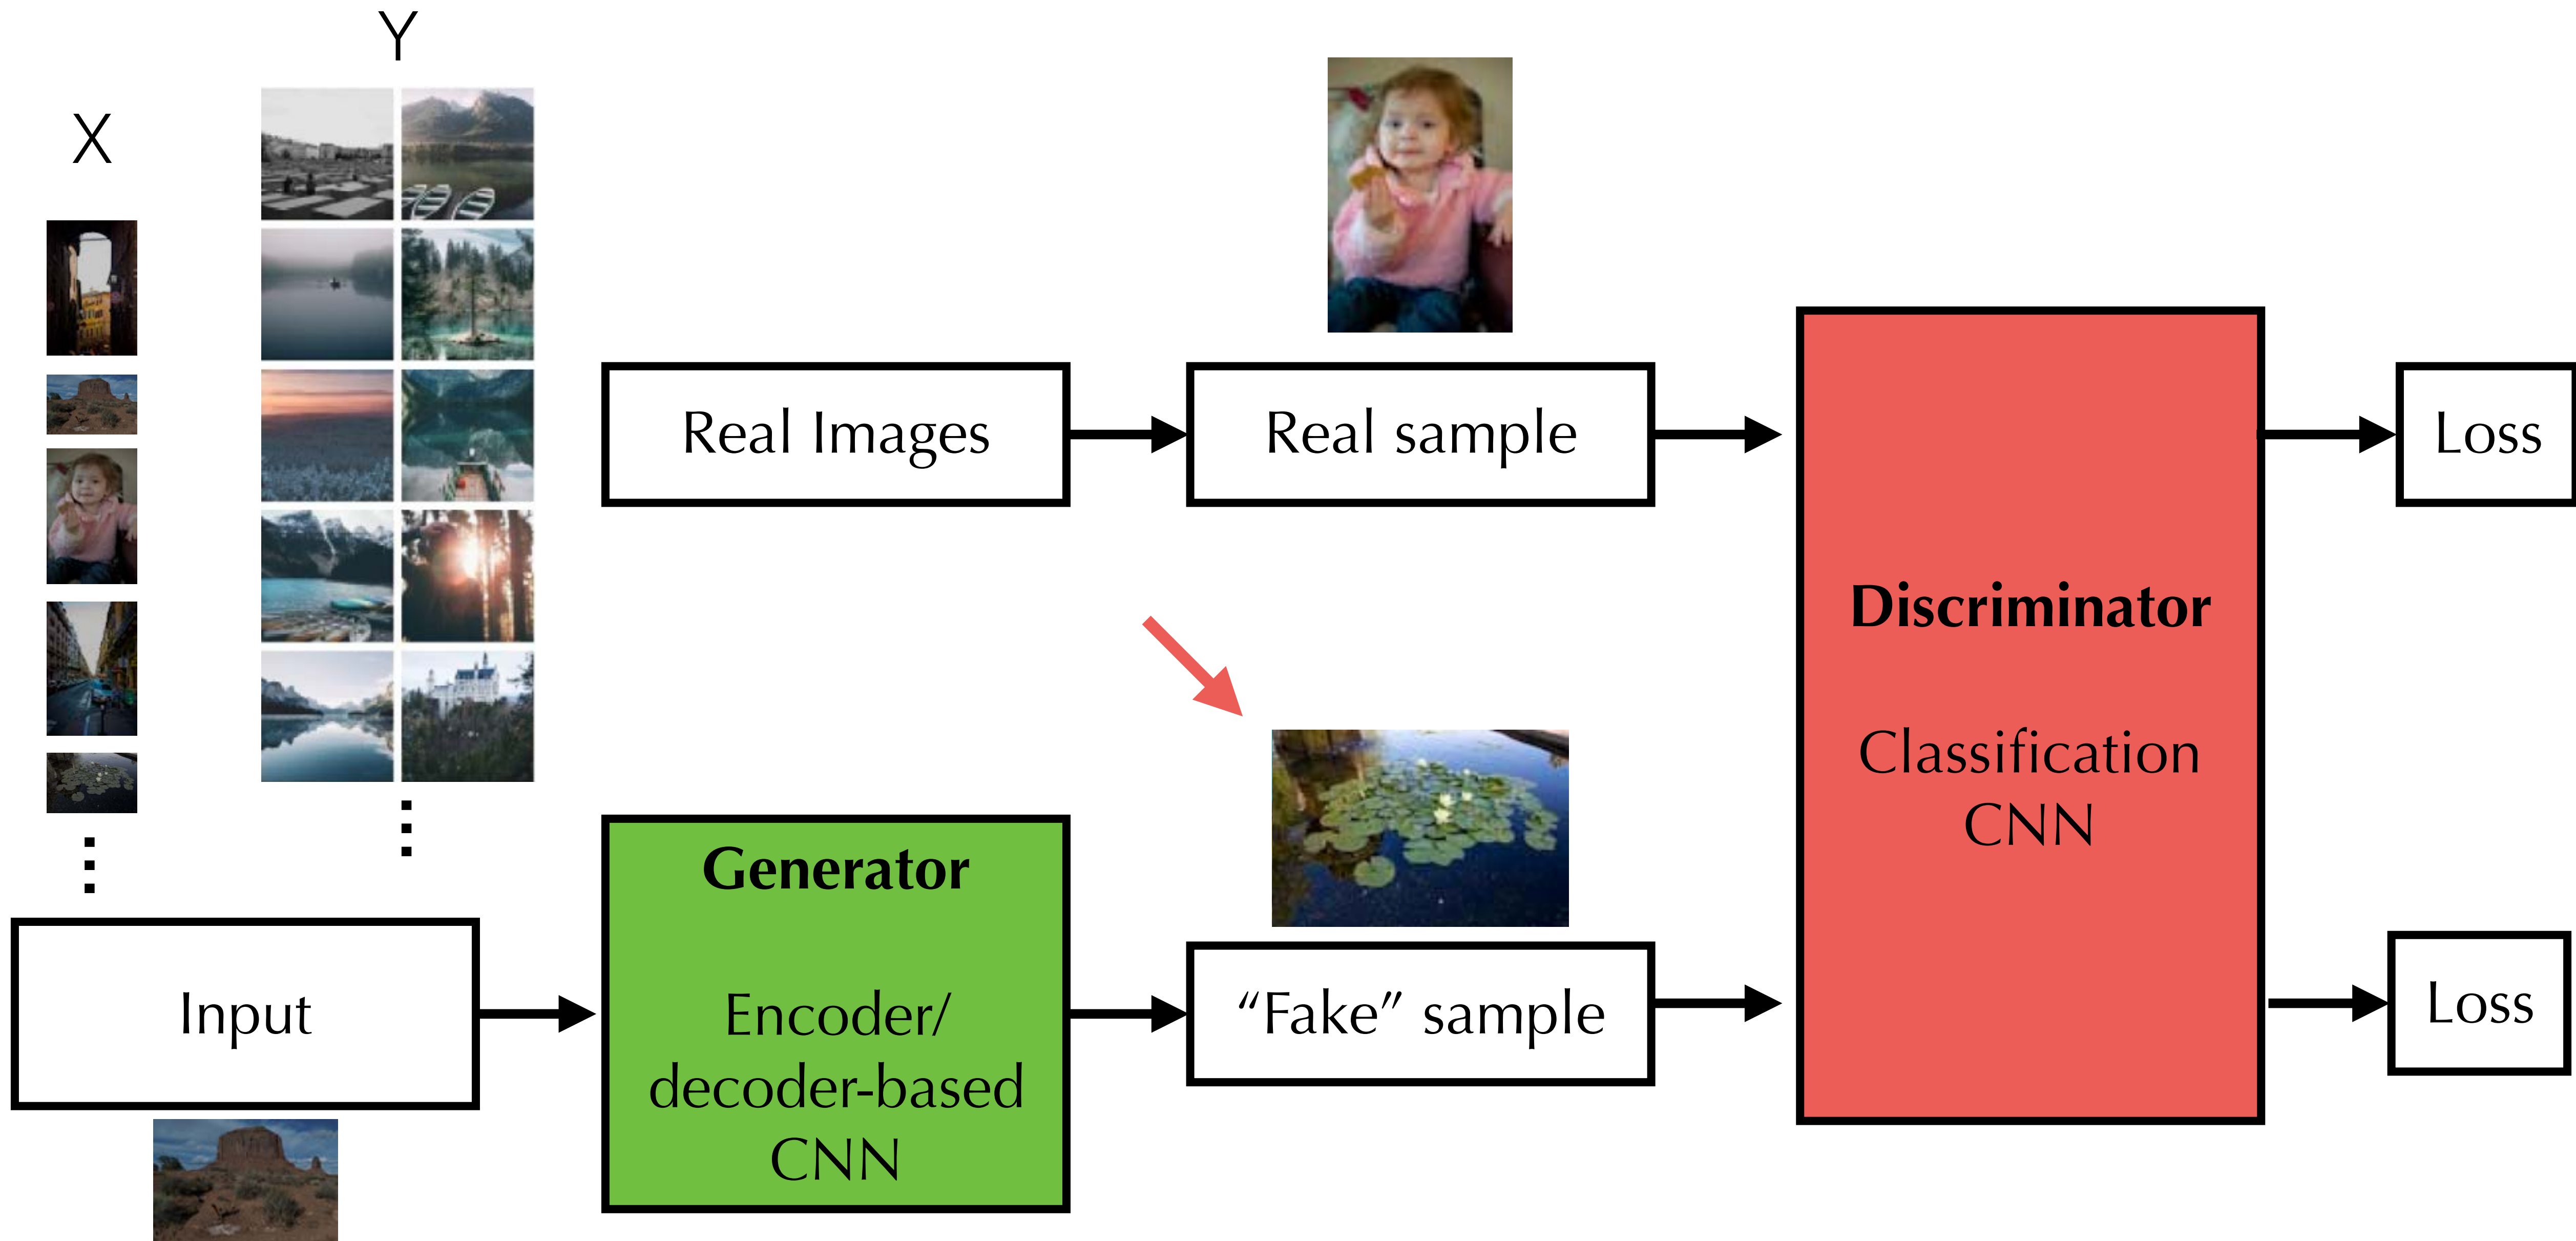 Y
X
Real Images
Real sample
Loss
Discriminator
Classification
CNN
Generator
Encoder/
decoder-based
CNN
Input
“Fake” sample
Loss